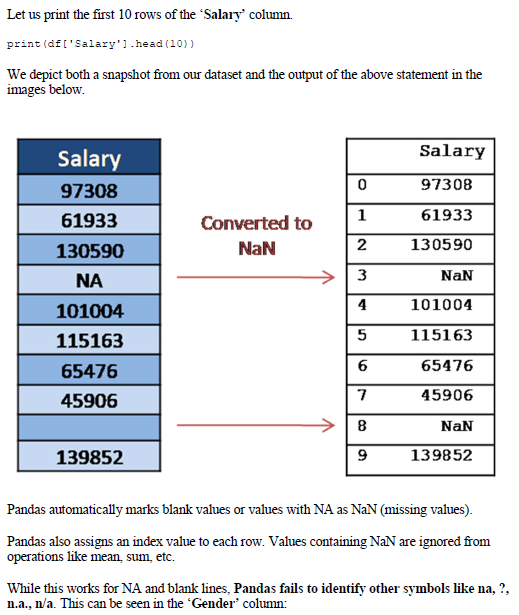 Let us print the first 10 rows of the ‘Salary’ column.
print(df['Salary'].head(10))
We depict both a snapshot from our dataset and the output of the above statement in the
images below.
Salary
97308
61933
130590
NA
101004
115163
65476
45906
139852
Converted to
NaN
Salary
0 97308
1 61933
2 130590
3 NaN
4 101004
5 115163
6 65476
7 45906
8 NaN
9 139852
Pandas automatically marks blank values or values with NA as NaN (missing values).
Pandas also assigns an index value to each row. Values containing NaN are ignored from
operations like mean, sum, etc.
While this works for NA and blank lines, Pandas fails to identify other symbols like na, ?,
n.a., n/a. This can be seen in the ‘Gender’ column: